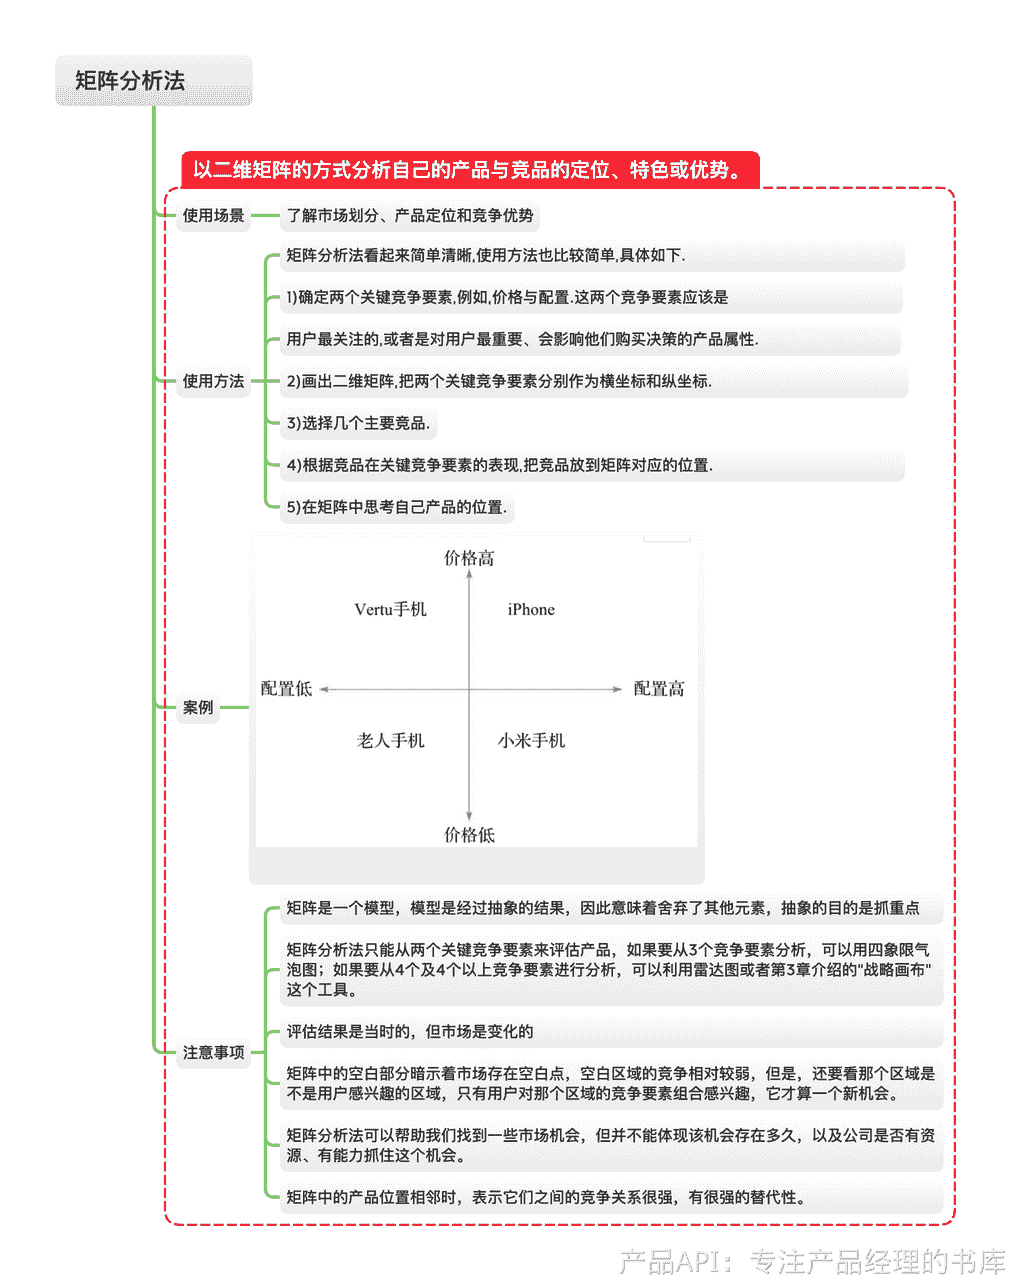 矩阵分析法
以二维矩阵的方式分析自己的产品与竞品的定位、特色或优势。
使用场景
了解市场划分、产品定位和竞争优势
使用方法
矩阵分析法看起来简单清晰,使用方法也比较简单,具体如下.
1)确定两个关键竞争要素,例如,价格与配置.这两个竞争要素应该是
用户最关注的,或者是对用户最重要、会影响他们购买决策的产品属性.
2)画出二维矩阵,把两个关键竞争要素分别作为横坐标和纵坐标.
3)选择几个主要竞品.
4)根据竞品在关键竞争要素的表现,把竞品放到矩阵对应的位置.
5)在矩阵中思考自己产品的位置.
案例
价格高
Vertu手机
iPhone
配置低
配置高
老人手机
小米手机
价格低
注意事项
矩阵是一个模型，模型是经过抽象的结果，因此意味着舍弃了其他元素，抽象的目的是抓重点
矩阵分析法只能从两个关键竞争要素来评估产品，如果要从3个竞争要素分析，可以用四象限气
泡图；如果要从4个及4个以上竞争要素进行分析，可以利用雷达图或者第3章介绍的"战略画布"
这个工具。
评估结果是当时的，但市场是变化的
矩阵中的空白部分暗示着市场存在空白点，空白区域的竞争相对较弱，但是，还要看那个区域是
不是用户感兴趣的区域，只有用户对那个区域的竞争要素组合感兴趣，它才算一个新机会。
矩阵分析法可以帮助我们找到一些市场机会，但并不能体现该机会存在多久，以及公司是否有资
源、有能力抓住这个机会。
矩阵中的产品位置相邻时，表示它们之间的竞争关系很强，有很强的替代性。
产品API：专注产品经理的书库